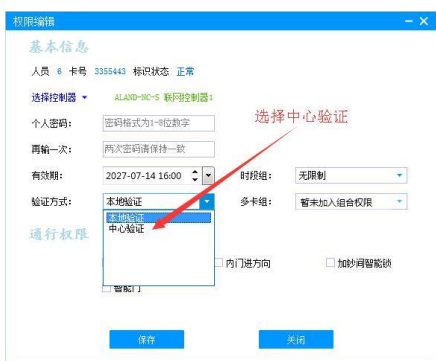 权限编辑
基本信息
人员 6 卡号 3355443 标识状态 正常
选择控制器 ALAND-NC-S 联网控制器1
个人密码: 密码格式为1-8位数字
选择中心验证
再输一次: 两次密码请保持一致
有效期: 2027-07-14 16:00 时段组: 无限制
验证方式: 本地验证 多卡组: 暂未加入组合权限
本地验证
中心验证
通行权限
内门进方向 加钞间智能锁
智能门
保存 关闭